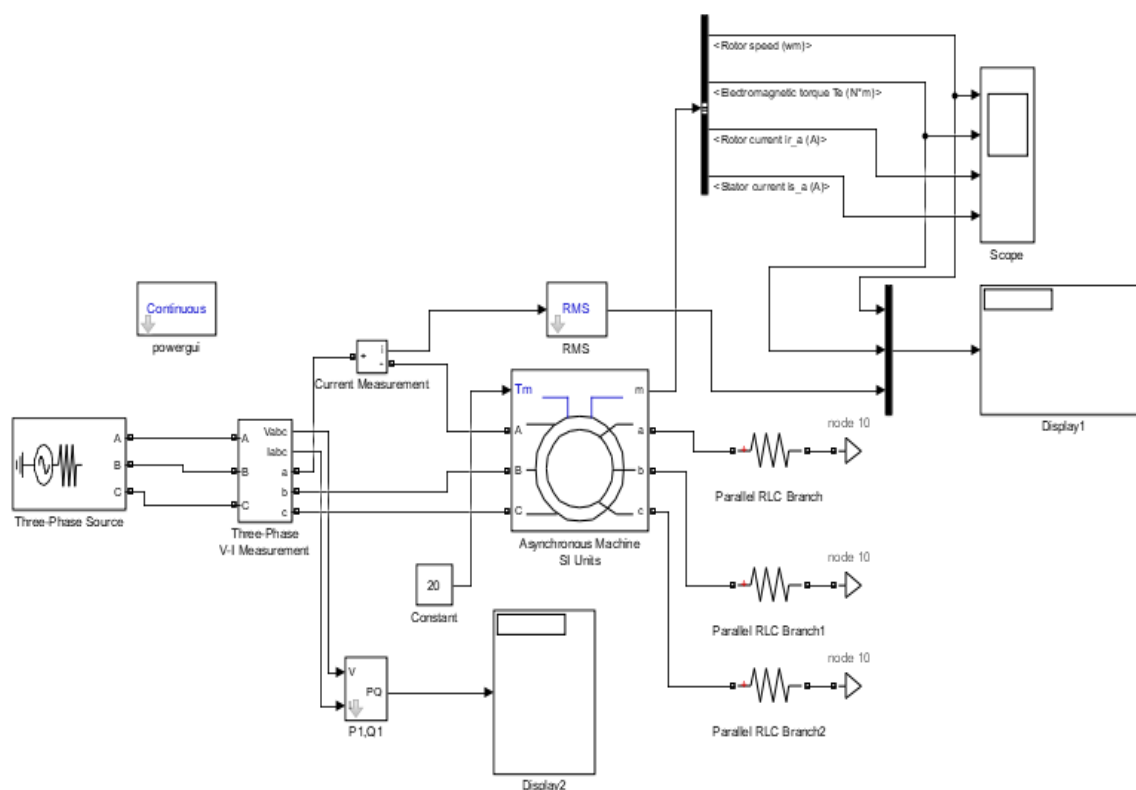 <Rotor speed (wm)>
<Electromagnetic torque Te (N*m)>
<Rotor current ir_a (A)>
<Stator current is_a (A)>
Scope
Continuous
powergui
RMS
RMS
i
+
-
Current Measurement
Display1
Tm
m
A
B
C
a
b
c
Asynchronous Machine
SI Units
A
B
C
Three-Phase Source
A
B
C
Vabc
Iabc
a
b
c
Three-Phase
V-I Measurement
node 10
+
Parallel RLC Branch
node 10
+
Parallel RLC Branch1
node 10
+
Parallel RLC Branch2
20
Constant
V
PQ
P1,Q1
Display2